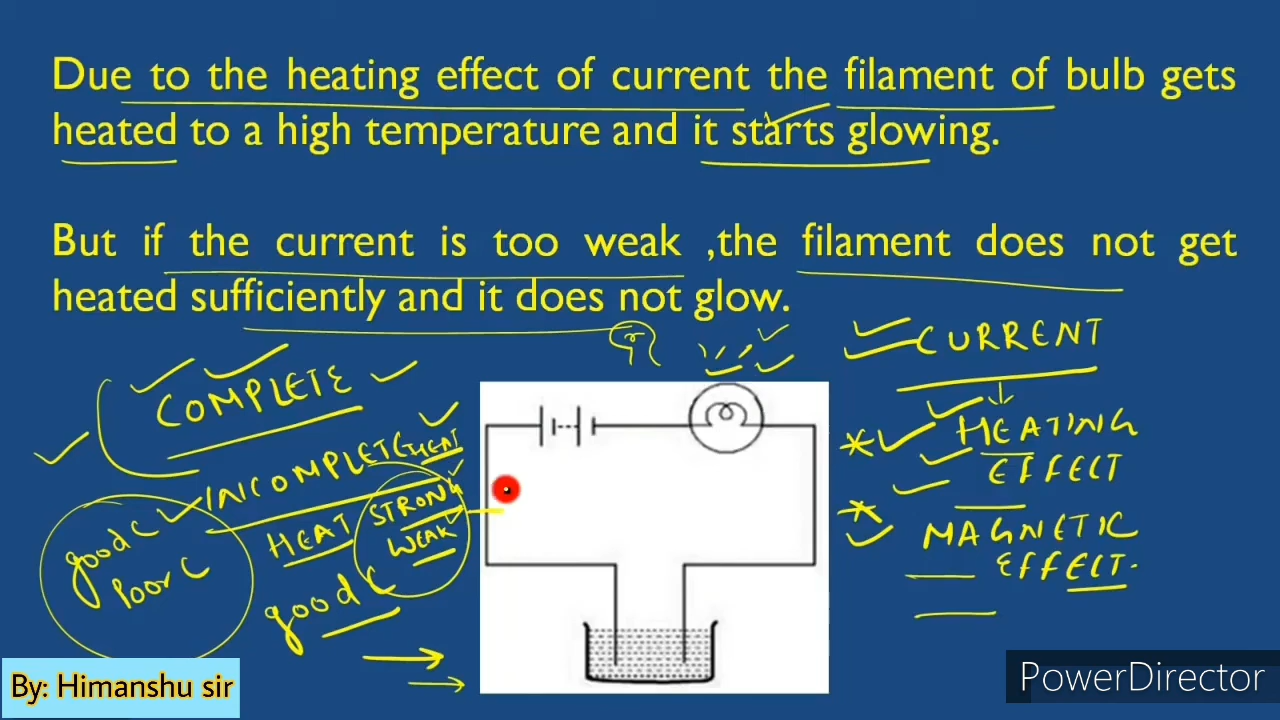 Due to the heating effect of current the filament of bulb gets
heated to a high temperature and it starts glowing.
But if the current is too weak ,the filament does not get
heated sufficiently and it does not glow.
COMPLETE
INCOMPLETE
HEAT
HEAT
STRONG
WEAK
good C
Poor C
good C
CURRENT
HEATING
EFFECT
MAGNETIC
EFFECT.
By: Himanshu sir
PowerDirector